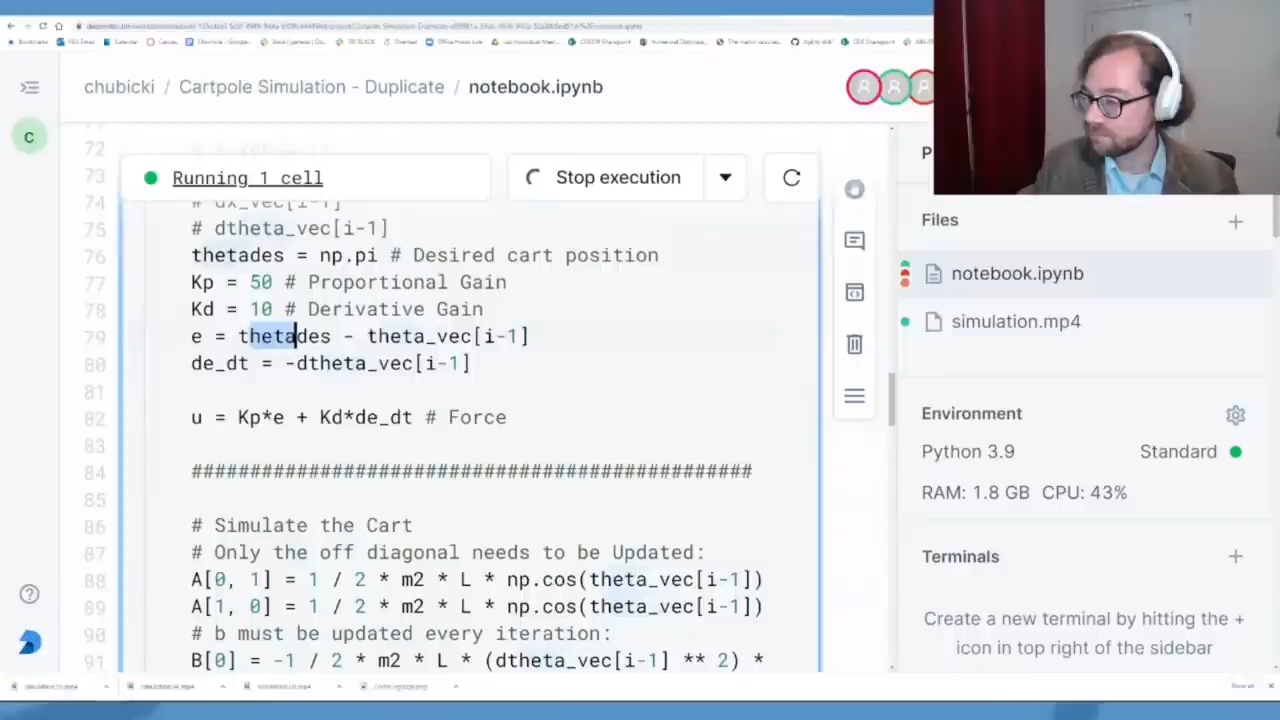 chubicki / Cartpole Simulation - Duplicate / notebook.ipynb
C
72
73
Running 1 cell
Stop execution
74 # dx_vec[i-1]
75 # dtheta_vec[i-1]
76 thetades = np.pi # Desired cart position
77 Kp = 50 # Proportional Gain
78 Kd = 10 # Derivative Gain
79 e = thetades - theta_vec[i-1]
80 de_dt = -dtheta_vec[i-1]
81
82 u = Kp*e + Kd*de_dt # Force
83
84 ################################################
85
86 # Simulate the Cart
87 # Only the off diagonal needs to be Updated:
88 A[0, 1] = 1 / 2 * m2 * L * np.cos(theta_vec[i-1])
89 A[1, 0] = 1 / 2 * m2 * L * np.cos(theta_vec[i-1])
90 # b must be updated every iteration:
91 B[0] = -1 / 2 * m2 * L * (dtheta_vec[i-1] ** 2) *
P
Files
notebook.ipynb
simulation.mp4
Environment
Python 3.9 Standard
RAM: 1.8 GB CPU: 43%
Terminals
Create a new terminal by hitting the +
icon in top right of the sidebar
Show all